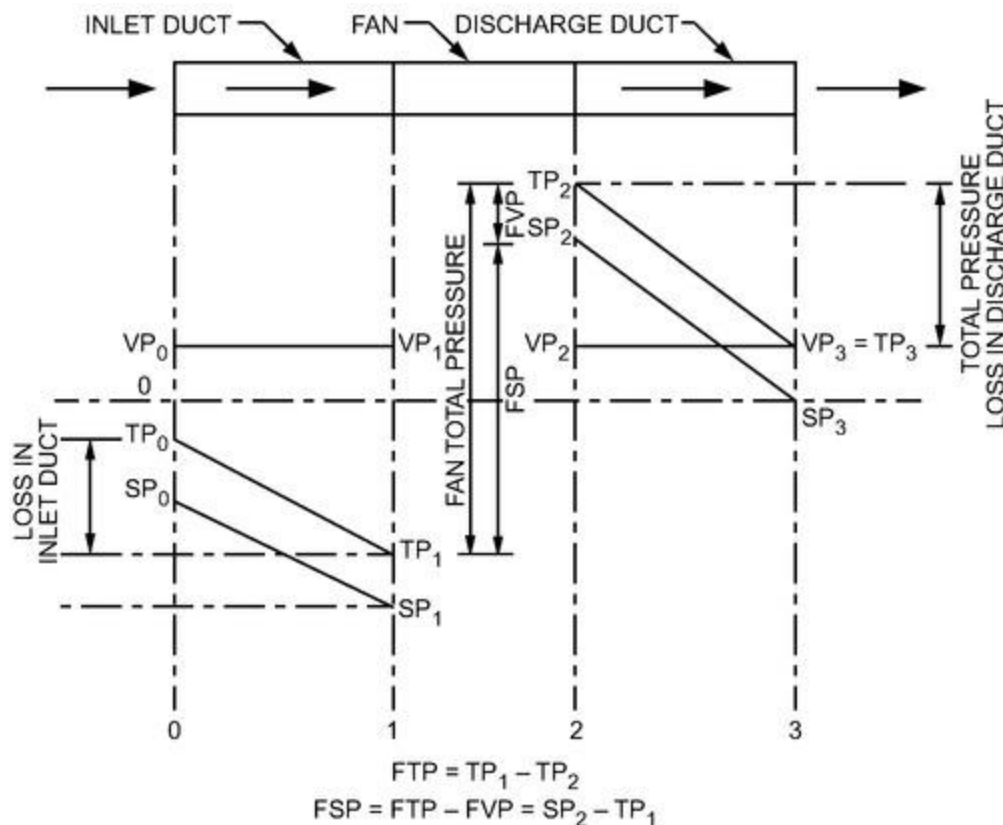 INLET DUCT
FAN
DISCHARGE DUCT
TP₂
FVP
SP₂
FAN TOTAL PRESSURE
FSP
TOTAL PRESSURE
LOSS IN DISCHARGE DUCT
VP₀
VP₁
VP₂
VP₃ = TP₃
0
SP₃
TP₀
SP₀
LOSS IN
INLET DUCT
TP₁
SP₁
0
1
2
3
FTP = TP₁ – TP₂
FSP = FTP – FVP = SP₂ – TP₁